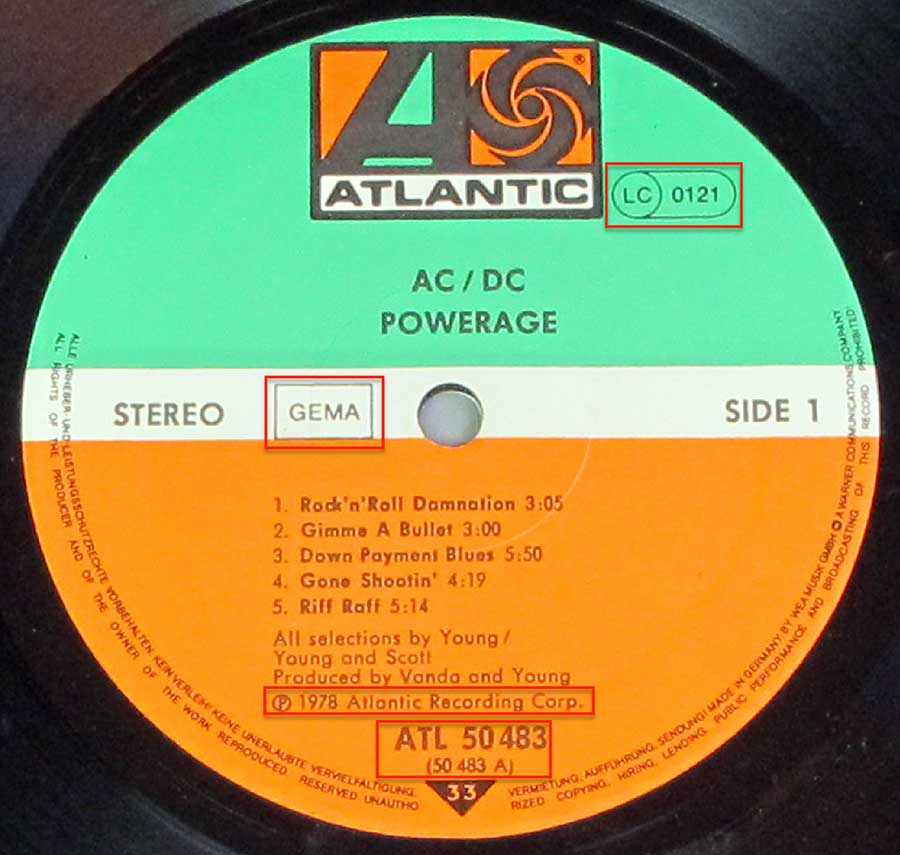 ®
ATLANTIC
LC 0121
AC / DC
POWERAGE
STEREO
GEMA
SIDE 1
1. Rock'n'Roll Damnation 3:05
2. Gimme A Bullet 3:00
3. Down Payment Blues 5:50
4. Gone Shootin' 4:19
5. Riff Raff 5:14
All selections by Young/
Young and Scott
Produced by Vanda and Young
℗ 1978 Atlantic Recording Corp.
ATL 50 483
(50 483 A)
33
ALLE URHEBER- UND LEISTUNGSSCHUTZRECHTE VORBEHALTEN. KEIN VERLEIH! KEINE UNERLAUBTE VERVIELFÄLTIGUNG, VERMIETUNG, AUFFÜHRUNG, SENDUNG! MADE IN GERMANY BY WEA MUSIK GMBH A WARNER COMMUNICATIONS COMPANY.
ALL RIGHTS OF THE PRODUCER AND OF THE OWNER OF THE WORK REPRODUCED RESERVED UNAUTHORIZED COPYING, HIRING, LENDING, PUBLIC PERFORMANCE AND BROADCASTING OF THIS RECORD PROHIBITED.